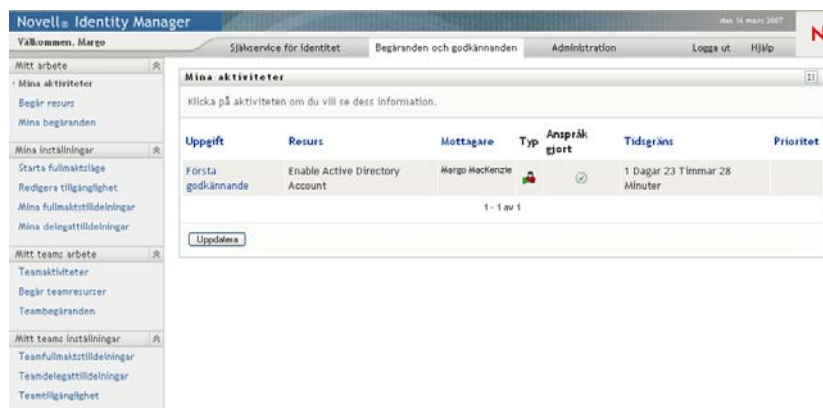 Novell® Identity Manager
den 16 mars 2007
N
Välkommen, Margo
Självservice för identitet
Begäranden och godkännanden
Administration
Logga ut
Hjälp
Mitt arbete
Mina aktiviteter
Begär resurs
Mina begäranden
Mina inställningar
Starta fullmaktsläge
Redigera tillgänglighet
Mina fullmaktstilldelningar
Mina delegattilldelningar
Mitt teams arbete
Teamaktiviteter
Begär teamresurser
Teambegäranden
Mitt teams inställningar
Teamfullmaktstilldelningar
Teamdelegattilldelningar
Teamtillgänglighet
Mina aktiviteter
Klicka på aktiviteten om du vill se dess information.
Uppgift
Resurs
Mottagare
Typ
Anspråk
gjort
Tidsgräns
Prioritet
Första
godkännande
Enable Active Directory
Account
Margo MacKenzie
1 Dagar 23 Timmar 28
Minuter
1 - 1 av 1
Uppdatera